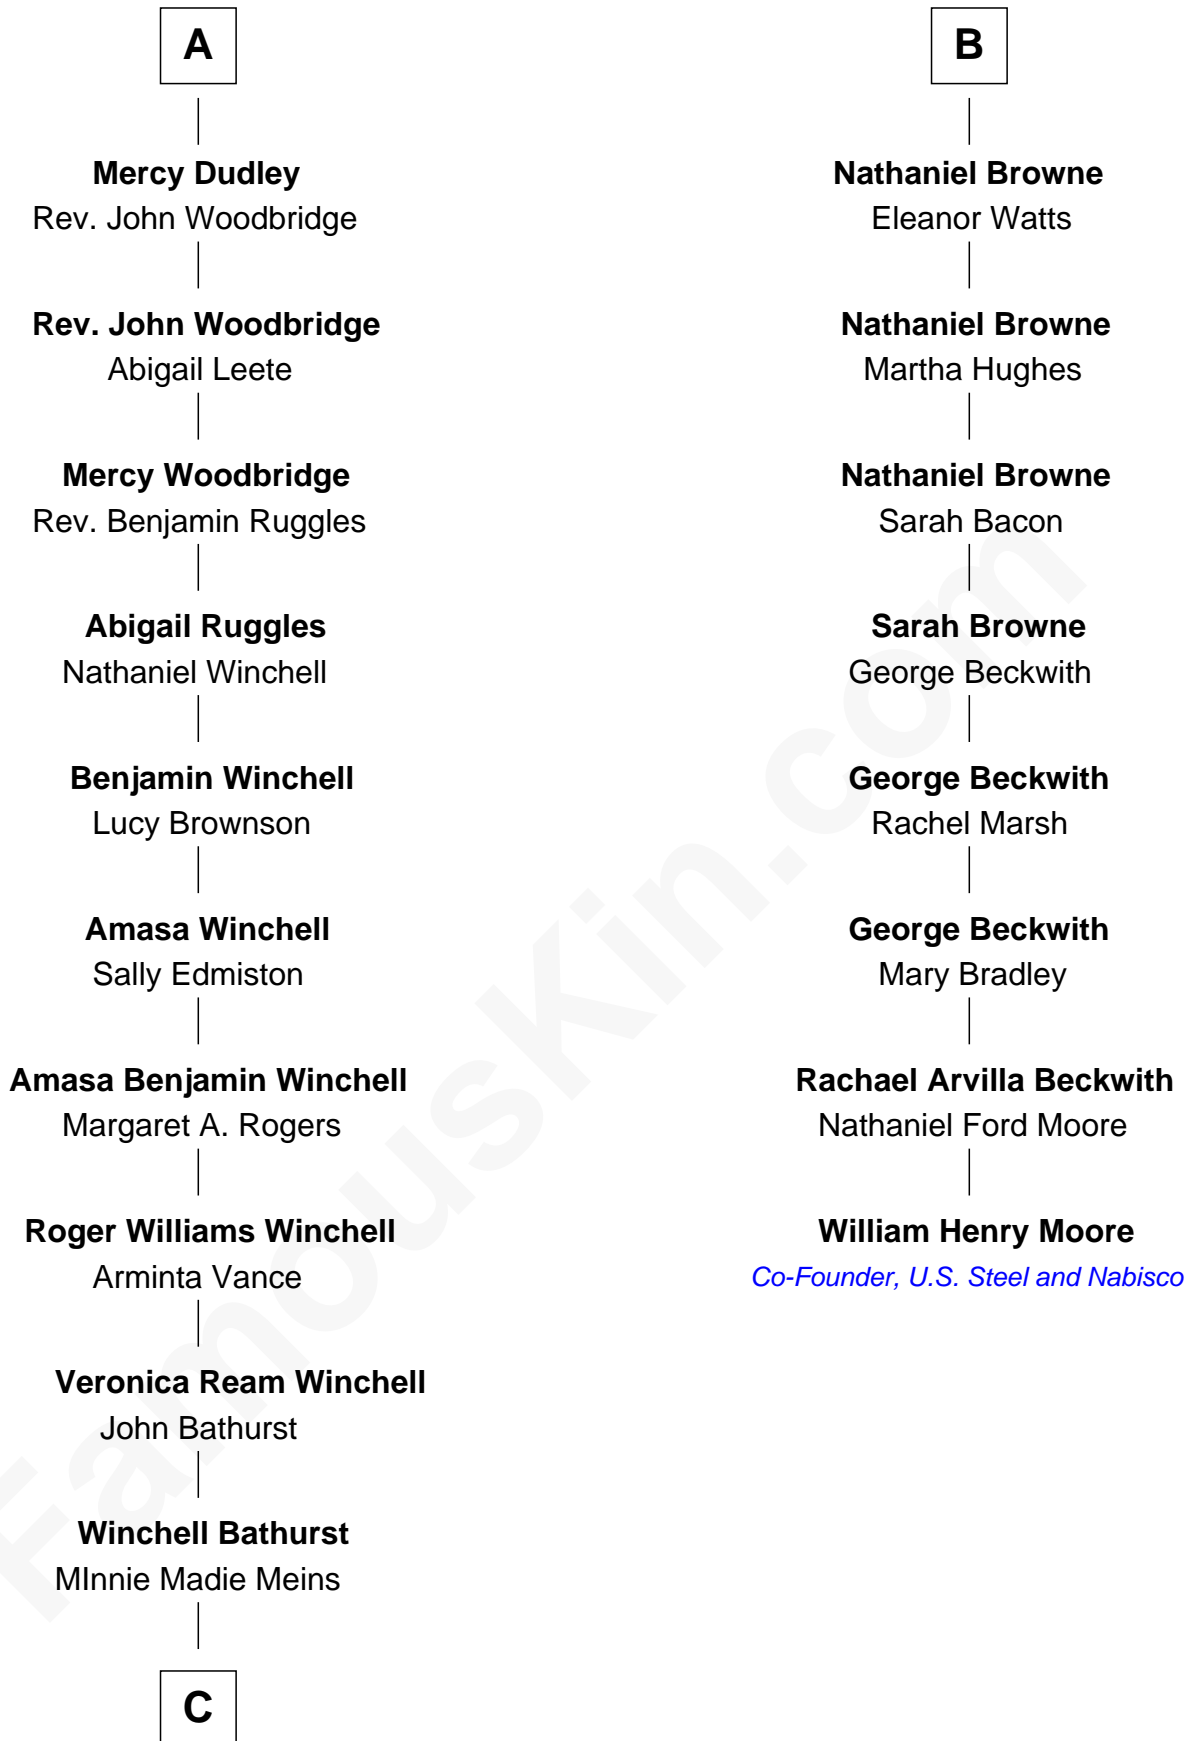 A
Mercy Dudley
Rev. John Woodbridge
Rev. John Woodbridge
Abigail Leete
Mercy Woodbridge
Rev. Benjamin Ruggles
Abigail Ruggles
Nathaniel Winchell
Benjamin Winchell
Lucy Brownson
Amasa Winchell
Sally Edmiston
Amasa Benjamin Winchell
Margaret A. Rogers
Roger Williams Winchell
Arminta Vance
Veronica Ream Winchell
John Bathurst
Winchell Bathurst
MInnie Madie Meins
C
B
Nathaniel Browne
Eleanor Watts
Nathaniel Browne
Martha Hughes
Nathaniel Browne
Sarah Bacon
Sarah Browne
George Beckwith
George Beckwith
Rachel Marsh
George Beckwith
Mary Bradley
Rachael Arvilla Beckwith
Nathaniel Ford Moore
William Henry Moore
Co-Founder, U.S. Steel and Nabisco
FamousKin.com